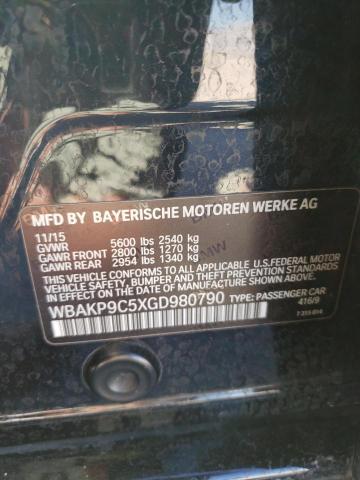 MFD BY BAYERISCHE MOTOREN WERKE AG
11/15
GVWR 5600 lbs 2540 kg
GAWR FRONT 2800 lbs 1270 kg
GAWR REAR 2954 lbs 1340 kg
THIS VEHICLE CONFORMS TO ALL APPLICABLE U.S.FEDERAL MOTOR
VEHICLE SAFETY, BUMPER, AND THEFT PREVENTION STANDARDS
IN EFFECT ON THE DATE OF MANUFACTURE SHOWN ABOVE.
WBAKP9C5XGD980790 TYPE: PASSENGER CAR
416/9